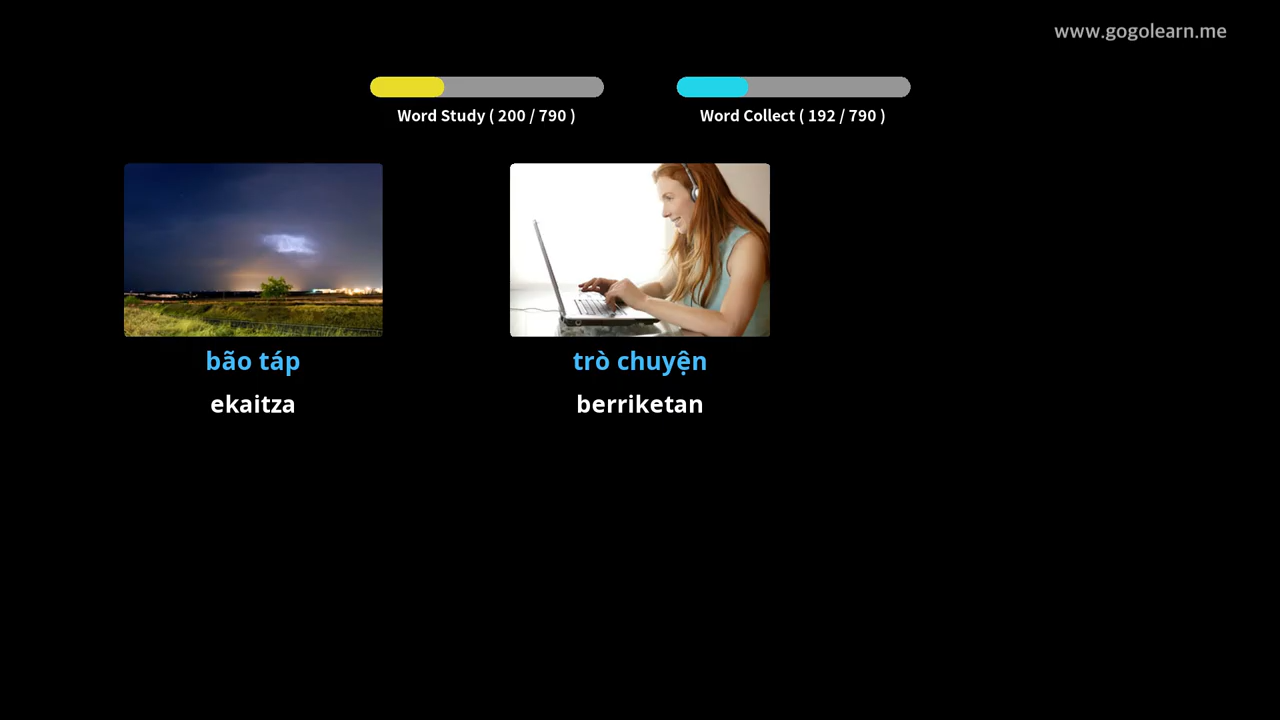 www.gogolearn.me
Word Study ( 200 / 790 )
Word Collect ( 192 / 790 )
bão táp
trò chuyện
ekaitza
berriketan